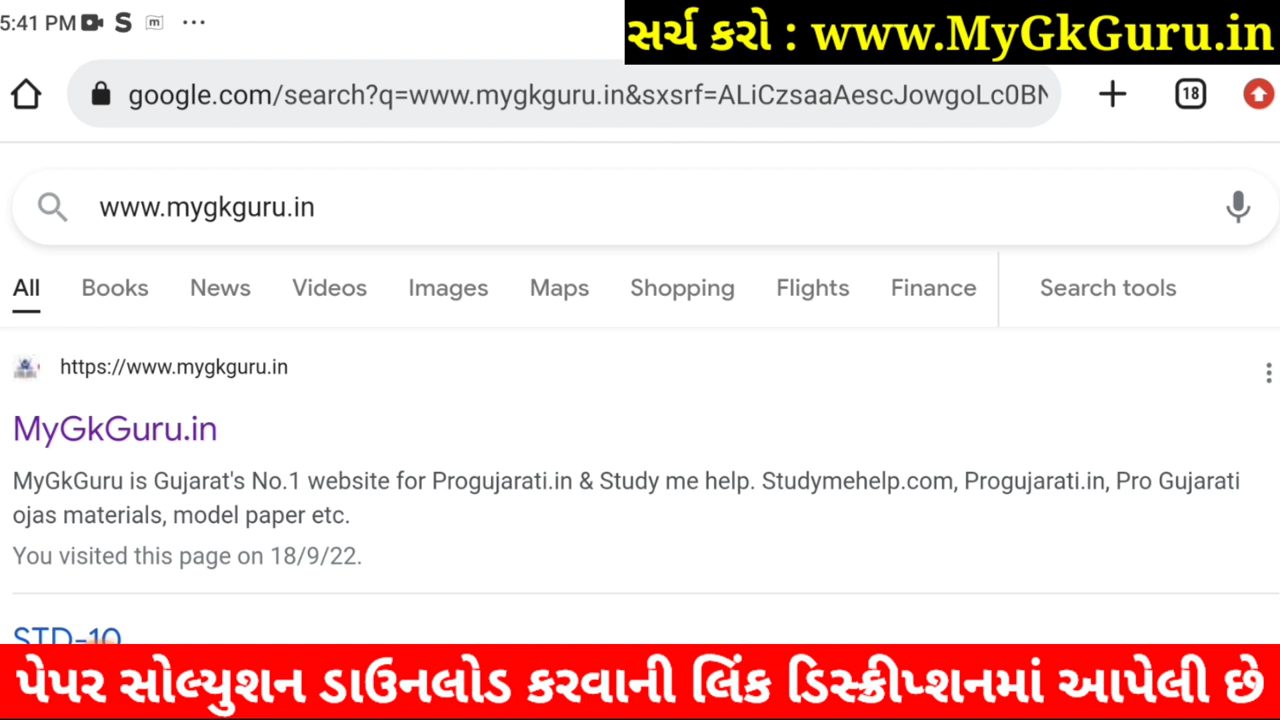 5:41 PM
સર્ચ કરો : www.MyGkGuru.in
google.com/search?q=www.mygkguru.in&sxsrf=ALiCzsaaAescJowgoLc0BN
18
www.mygkguru.in
All Books News Videos Images Maps Shopping Flights Finance Search tools
https://www.mygkguru.in
MyGkGuru.in
MyGkGuru is Gujarat's No.1 website for Progujarati.in & Study me help. Studymehelp.com, Progujarati.in, Pro Gujarati
ojas materials, model paper etc.
You visited this page on 18/9/22.
STD-10
પેપર સોલ્યુશન ડાઉનલોડ કરવાની લિંક ડિસ્ક્રીપ્શનમાં આપેલી છે